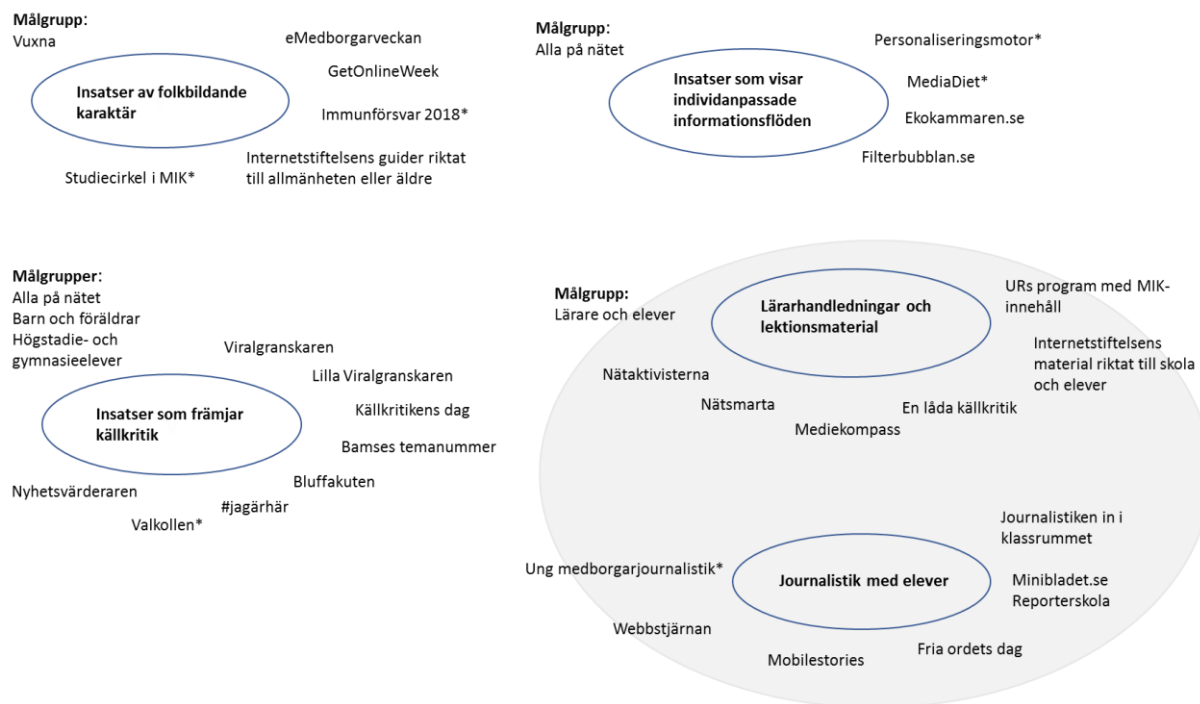 Målgrupp:
Vuxna
eMedborgarveckan
GetOnlineWeek
Insatser av folkbildande
karaktär
Immunförsvar 2018*
Internetstiftelsens guider riktat
till allmänheten eller äldre
Studiecirkel i MIK*
Målgrupp:
Alla på nätet
Personaliseringsmotor*
Insatser som visar
individanpassade
informationsflöden
MediaDiet*
Ekokammaren.se
Filterbubblan.se
Målgrupper:
Alla på nätet
Barn och föräldrar
Högstadie- och
gymnasieelever
Viralgranskaren
Lilla Viralgranskaren
Insatser som främjar
källkritik
Källkritikens dag
Bamses temanummer
Bluffakuten
#jagärhär
Nyhetsvärderaren
Valkollen*
Målgrupp:
Lärare och elever
Lärarhandledningar och
lektionsmaterial
URs program med MIK-
innehåll
Internetstiftelsens
material riktat till skola
och elever
Nätaktivisterna
Nätsmarta
En låda källkritik
Mediekompass
Journalistiken in i
klassrummet
Ung medborgarjournalistik*
Journalistik med elever
Minibladet.se
Reporterskola
Webbstjärnan
Fria ordets dag
Mobilestories